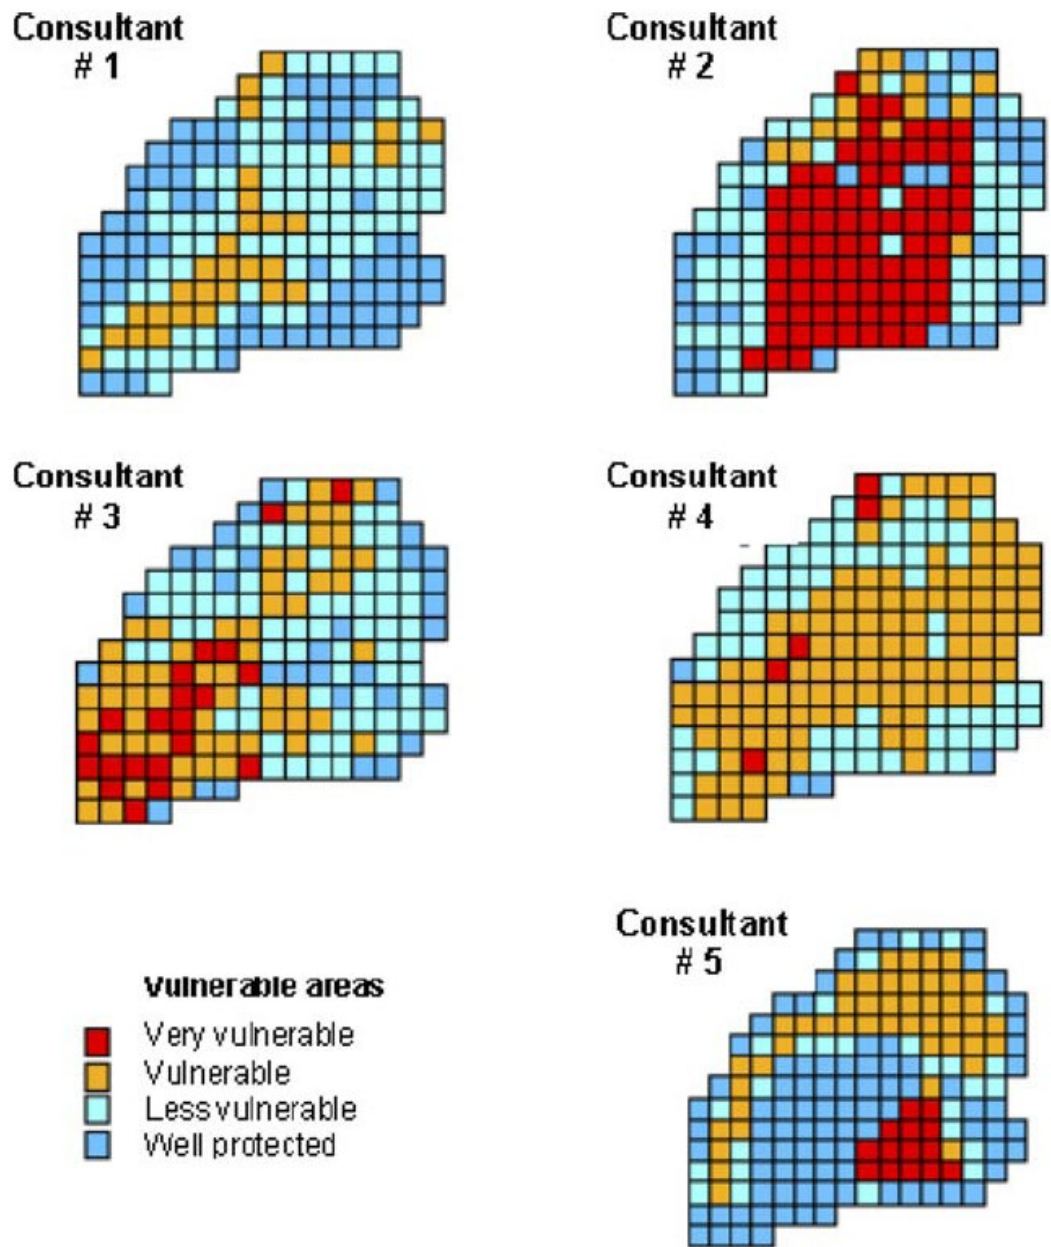 Consultant
# 1
Consultant
# 2
Consultant
# 3
Consultant
# 4
Consultant
# 5
Vulnerable areas
Very vulnerable
Vulnerable
Less vulnerable
Well protected